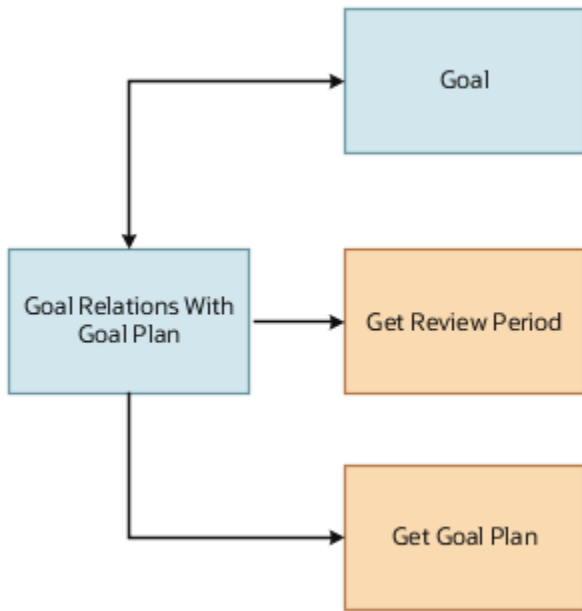 Goal
Goal Relations With
Goal Plan
Get Review Period
Get Goal Plan